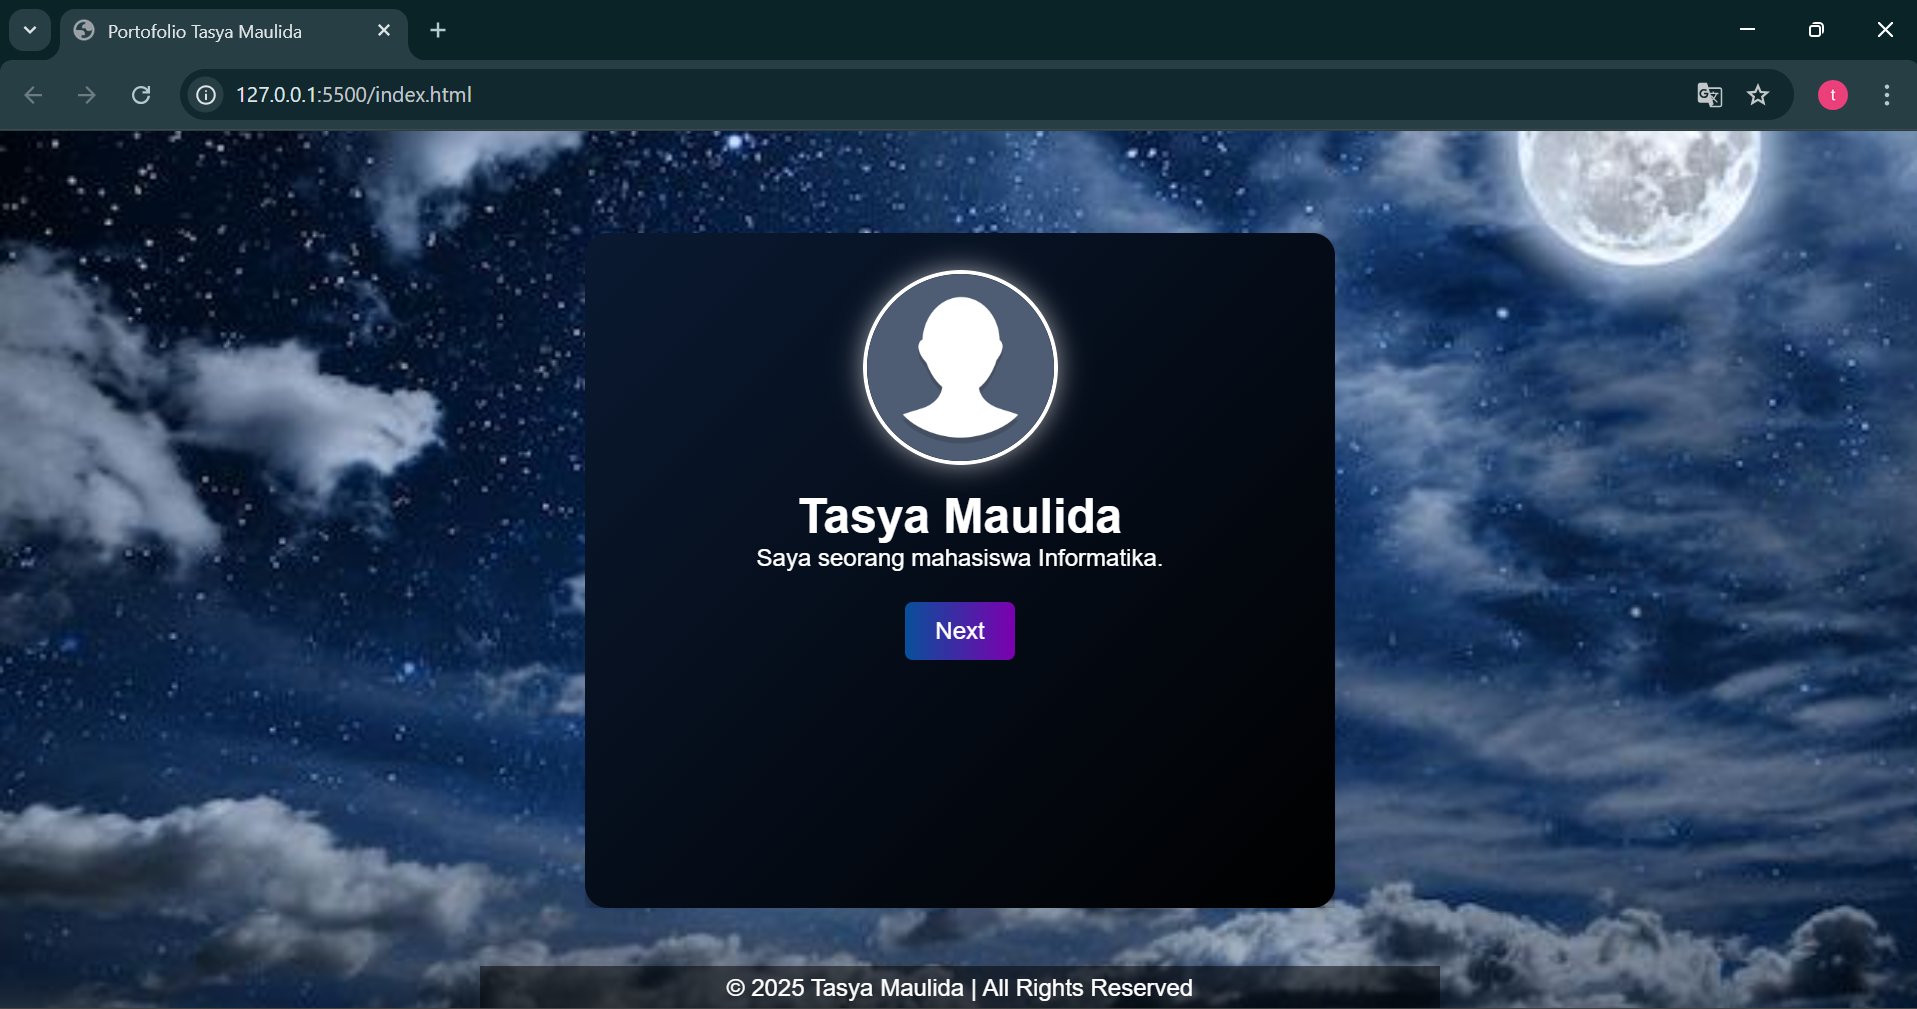 Portofolio Tasya Maulida
127.0.0.1:5500/index.html
t
Tasya Maulida
Saya seorang mahasiswa Informatika.
Next
© 2025 Tasya Maulida | All Rights Reserved